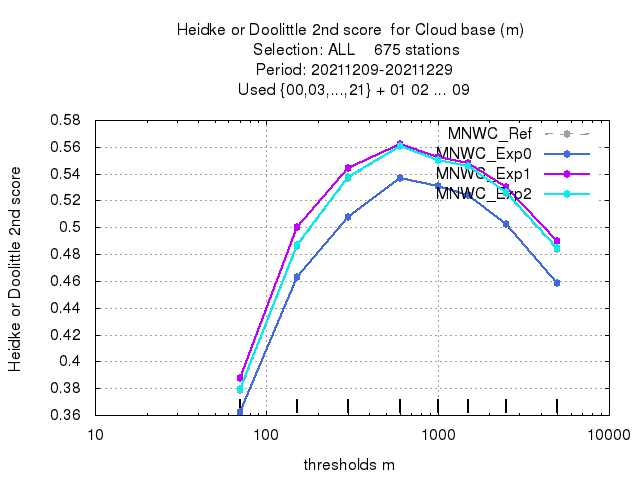 Heidke or Doolittle 2nd score  for Cloud base (m)
Selection: ALL    675 stations
Period: 20211209-20211229
Used {00,03,...,21} + 01 02 ... 09
Heidke or Doolittle 2nd score
0.58
0.56
0.54
0.52
0.5
0.48
0.46
0.44
0.42
0.4
0.38
0.36
MNWC_Ref
MNWC_Exp0
MNWC_Exp1
MNWC_Exp2
10 100 1000 10000
thresholds m